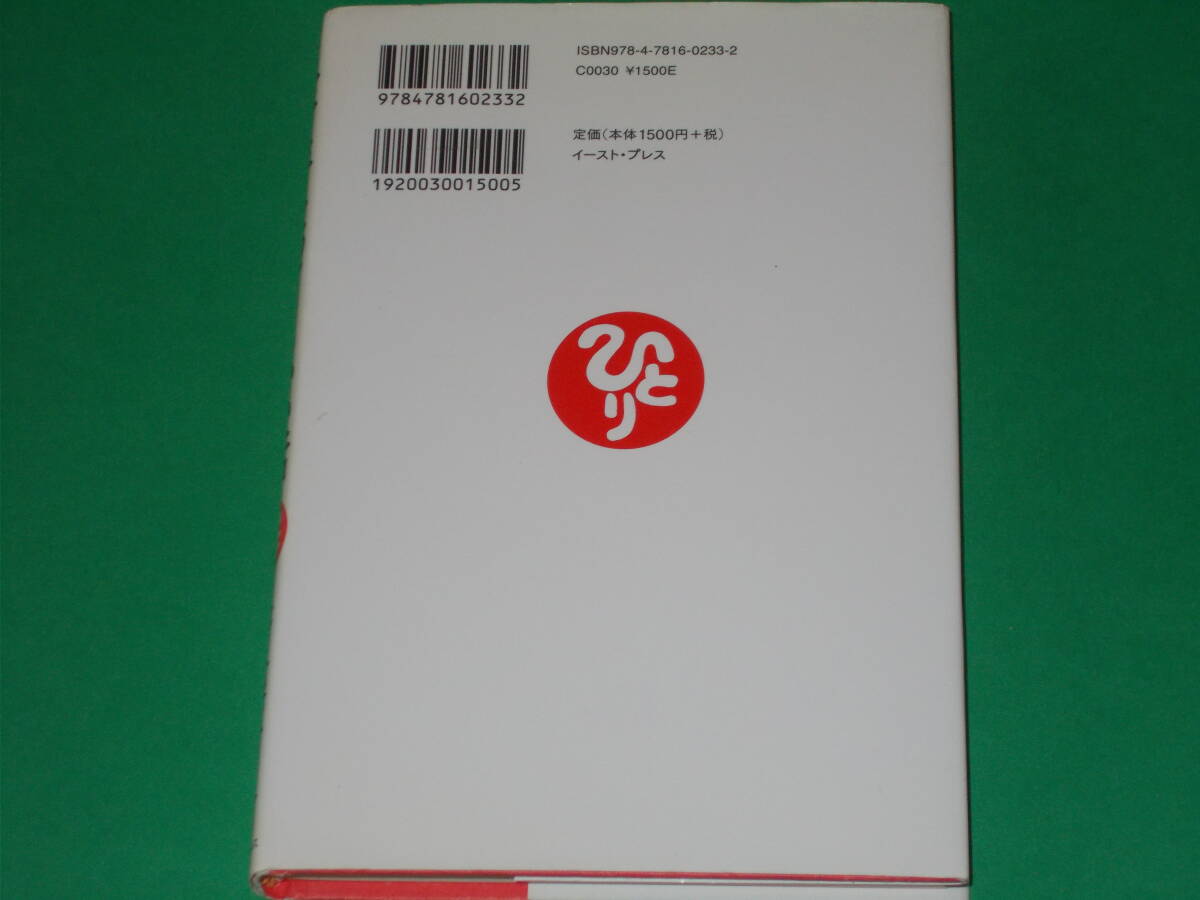 ISBN978-4-7816-0233-2
C0030 ¥1500E
9784781602332
定価(本体1500円+税)
イースト・プレス
1920030015005
ひとり